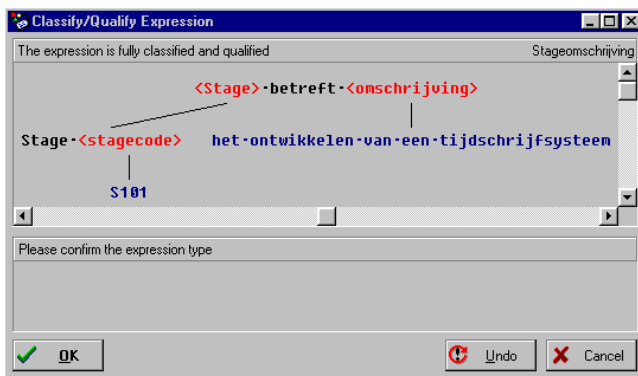 Classify/Qualify Expression
The expression is fully classified and qualified Stageomschrijving
<Stage>·betreft·<omschrijving>
Stage·<stagecode> het·ontwikkelen·van·een·tijdschrijfsysteem
S101
Please confirm the expression type
OK Undo Cancel